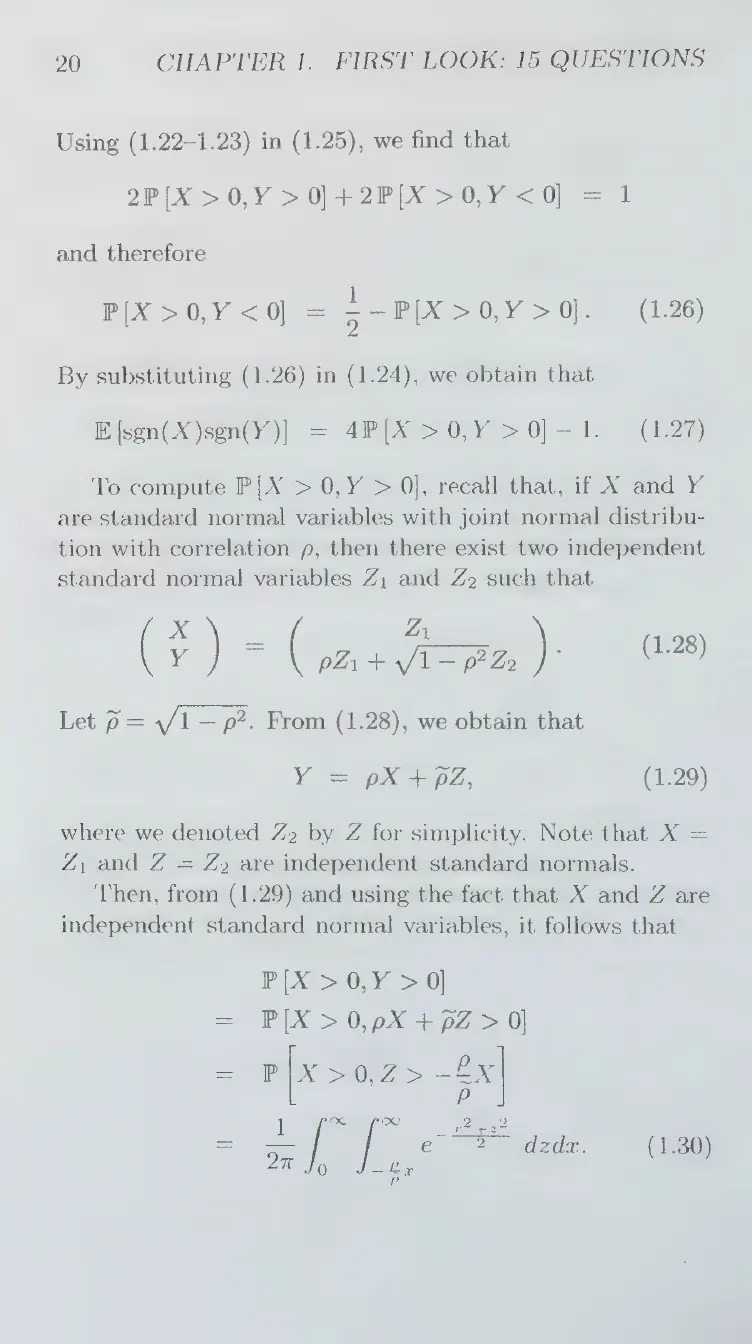 20 CHAPTER 1. FIRST LOOK: 15 QUESTIONS
Using (1.22–1.23) in (1.25), we find that
2ℙ[X > 0, Y > 0] + 2ℙ[X > 0, Y < 0] = 1
and therefore
ℙ[X > 0, Y < 0] = 1/2 − ℙ[X > 0, Y > 0]. (1.26)
By substituting (1.26) in (1.24), we obtain that
𝔼[sgn(X)sgn(Y)] = 4ℙ[X > 0, Y > 0] − 1. (1.27)
To compute ℙ[X > 0, Y > 0], recall that, if X and Y
are standard normal variables with joint normal distribu-
tion with correlation ρ, then there exist two independent
standard normal variables Z₁ and Z₂ such that
( X ; Y ) = ( Z₁ ; ρZ₁ + √(1 − ρ²) Z₂ ). (1.28)
Let ρ̃ = √(1 − ρ²). From (1.28), we obtain that
Y = ρX + ρ̃Z, (1.29)
where we denoted Z₂ by Z for simplicity. Note that X =
Z₁ and Z = Z₂ are independent standard normals.
Then, from (1.29) and using the fact that X and Z are
independent standard normal variables, it follows that
ℙ[X > 0, Y > 0]
= ℙ[X > 0, ρX + ρ̃Z > 0]
= ℙ[X > 0, Z > −(ρ/ρ̃)X]
= 1/(2π) ∫₀^∞ ∫_{−(ρ/ρ̃)x}^∞ e^{−(x²+z²)/2} dzdx. (1.30)